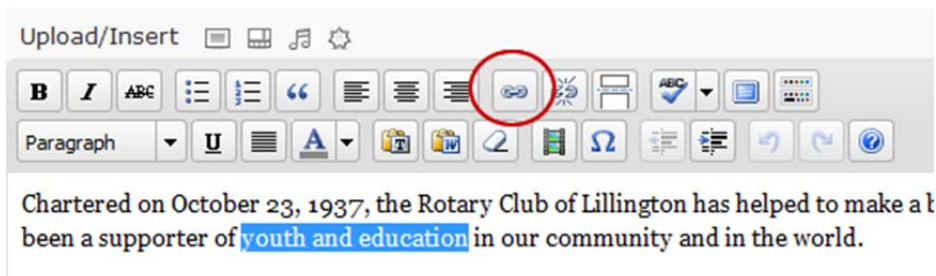 Upload/Insert
B I ABC “ ABC
Paragraph U A T W Ω ?
Chartered on October 23, 1937, the Rotary Club of Lillington has helped to make a
been a supporter of youth and education in our community and in the world.